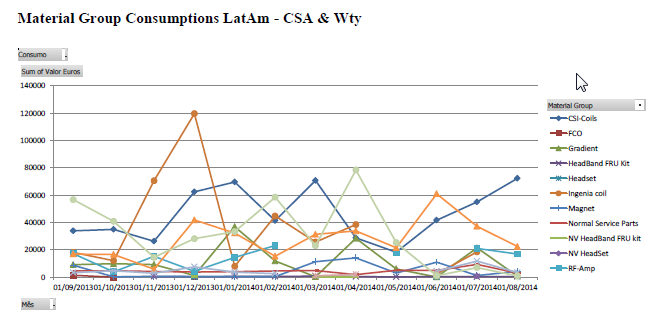 Material Group Consumptions LatAm - CSA & Wty
Consumo
Sum of Valor Euros
140000
120000
100000
80000
60000
40000
20000
0
01/09/2013 01/10/2013 01/11/2013 01/12/2013 01/01/2014 01/02/2014 01/03/2014 01/04/2014 01/05/2014 01/06/2014 01/07/2014 01/08/2014
Mês
Material Group
CSI-Coils
FCO
Gradient
HeadBand FRU Kit
Headset
Ingenia coil
Magnet
Normal Service Parts
NV HeadBand FRU kit
NV HeadSet
RF-Amp